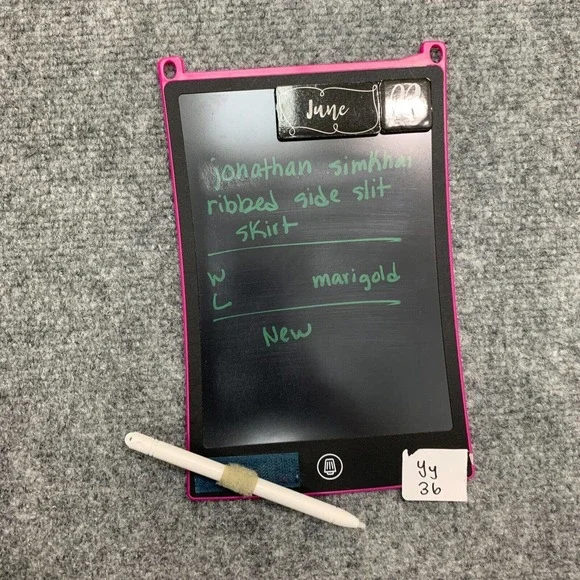 June
jonathan simkhai
ribbed side slit
skirt
W marigold
L
New
yy
36